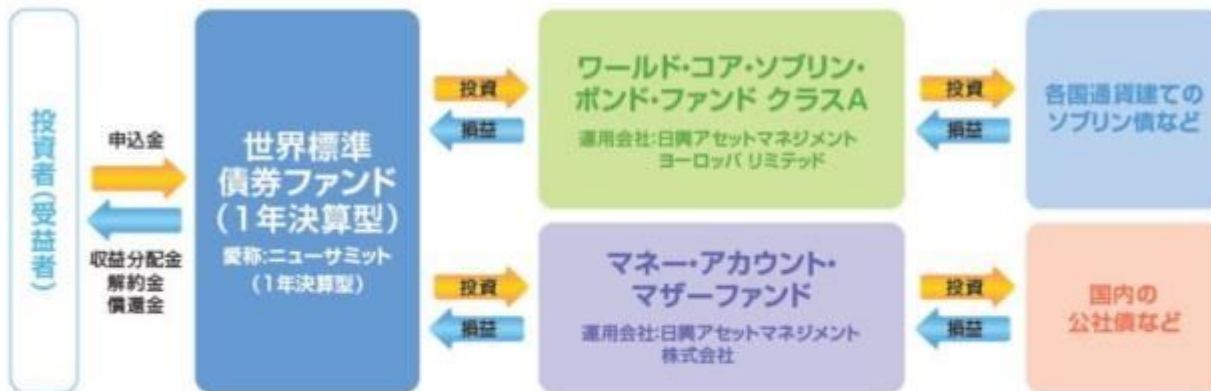 投資者(受益者)
申込金
収益分配金
解約金
償還金
世界標準
債券ファンド
(1年決算型)
愛称:ニューサミット
(1年決算型)
投資
損益
ワールド・コア・ソブリン・
ボンド・ファンド クラスA
運用会社:日興アセットマネジメント
ヨーロッパ リミテッド
投資
損益
各国通貨建ての
ソブリン債など
投資
損益
マネー・アカウント・
マザーファンド
運用会社:日興アセットマネジメント
株式会社
投資
損益
国内の
公社債など